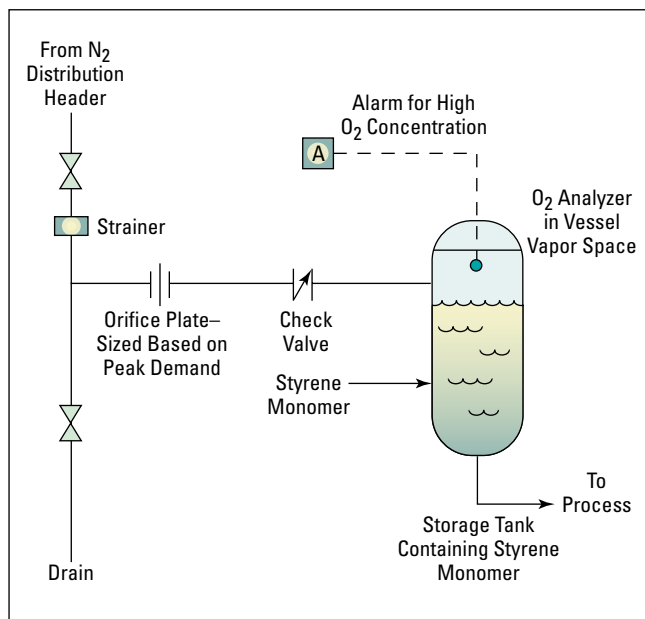 From N₂
Distribution
Header
Alarm for High
O₂ Concentration
A
O₂ Analyzer
in Vessel
Vapor Space
Strainer
Orifice Plate–
Sized Based on
Peak Demand
Check
Valve
Styrene
Monomer
To
Process
Storage Tank
Containing Styrene
Monomer
Drain